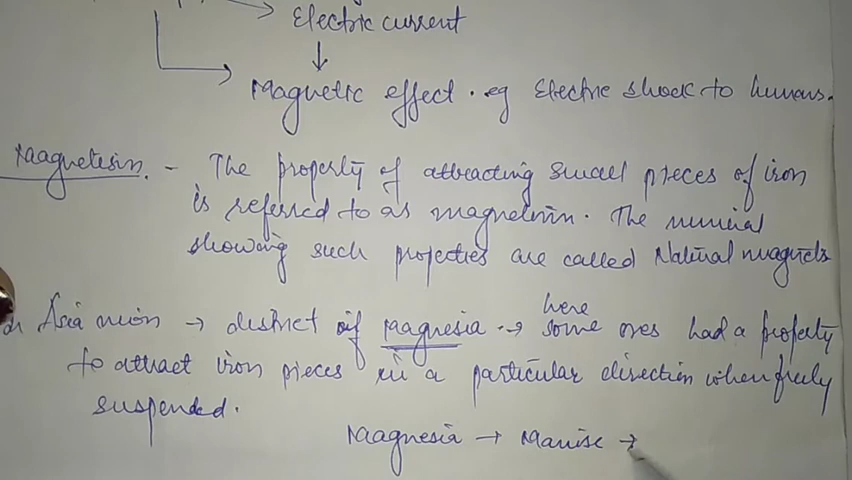 Electric current
Magnetic effect. eg Electric shock to humans.
Magnetism. - The property of attracting small pieces of iron
is referred to as magnetism. The mineral
showing such properties are called Natural magnets
In Asia minor → district of Magnesia → here some ores had a property
to attract iron pieces in a particular direction when freely
suspended.
Magnesia → Manise →